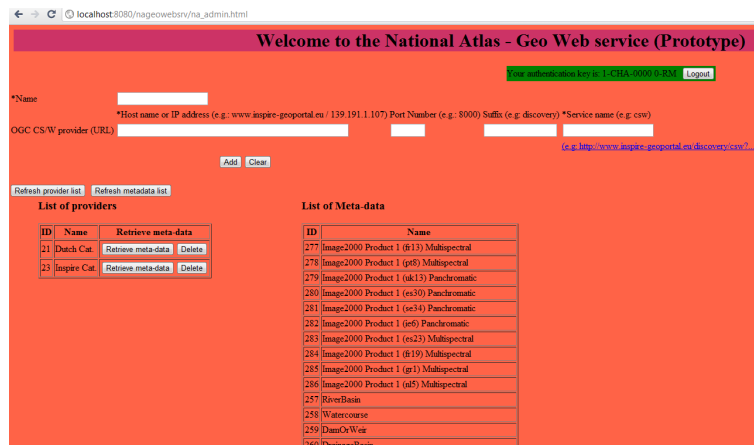 localhost:8080/nageowebsrv/na_admin.html
Welcome to the National Atlas - Geo Web service (Prototype)
Your authentication key is: 1-CHA-0000 0-RM Logout
*Name
*Host name or IP address (e.g.: www.inspire-geoportal.eu / 139.191.1.107) Port Number (e.g.: 8000) Suffix (e.g: discovery) *Service name (e.g: csw)
OGC CS/W provider (URL)
(e.g: http://www.inspire-geoportal.eu/discovery/csw?...
Add Clear
Refresh provider list Refresh metadata list
List of providers
ID Name Retrieve meta-data
21 Dutch Cat. Retrieve meta-data Delete
23 Inspire Cat. Retrieve meta-data Delete
List of Meta-data
ID Name
277 Image2000 Product 1 (fr13) Multispectral
278 Image2000 Product 1 (pt8) Multispectral
279 Image2000 Product 1 (uk13) Panchromatic
280 Image2000 Product 1 (es30) Panchromatic
281 Image2000 Product 1 (se34) Panchromatic
282 Image2000 Product 1 (ie6) Panchromatic
283 Image2000 Product 1 (es23) Multispectral
284 Image2000 Product 1 (fr19) Multispectral
285 Image2000 Product 1 (gr1) Multispectral
286 Image2000 Product 1 (nl5) Multispectral
257 RiverBasin
258 Watercourse
259 DamOrWeir
260 DrainageBasin